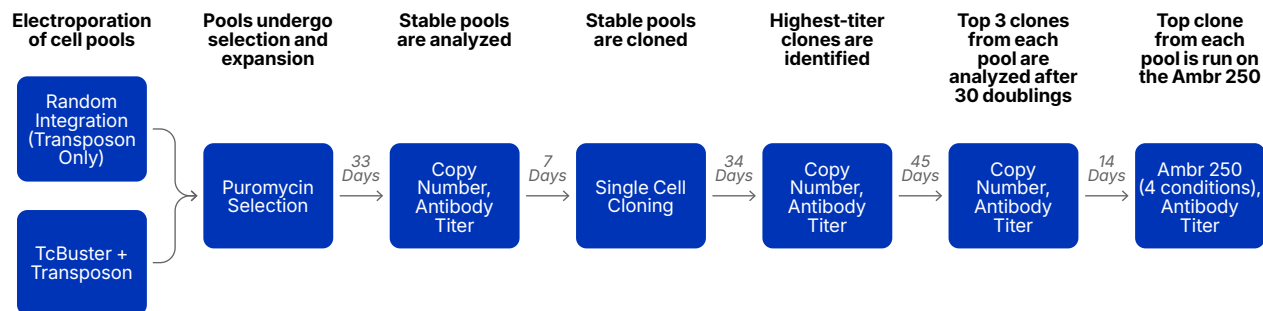 Electroporation
of cell pools
Pools undergo
selection and
expansion
Stable pools
are analyzed
Stable pools
are cloned
Highest-titer
clones are
identified
Top 3 clones
from each
pool are
analyzed after
30 doublings
Top clone
from each
pool is run on
the Ambr 250
Random
Integration
(Transposon
Only)
TcBuster +
Transposon
Puromycin
Selection
33
Days
Copy
Number,
Antibody
Titer
7
Days
Single Cell
Cloning
34
Days
Copy
Number,
Antibody
Titer
45
Days
Copy
Number,
Antibody
Titer
14
Days
Ambr 250
(4 conditions),
Antibody
Titer